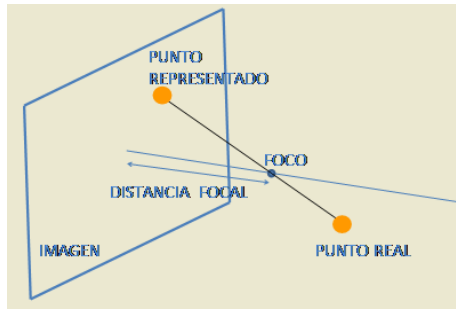 PUNTO
REPRESENTADO
FOCO
DISTANCIA FOCAL
IMAGEN
PUNTO REAL